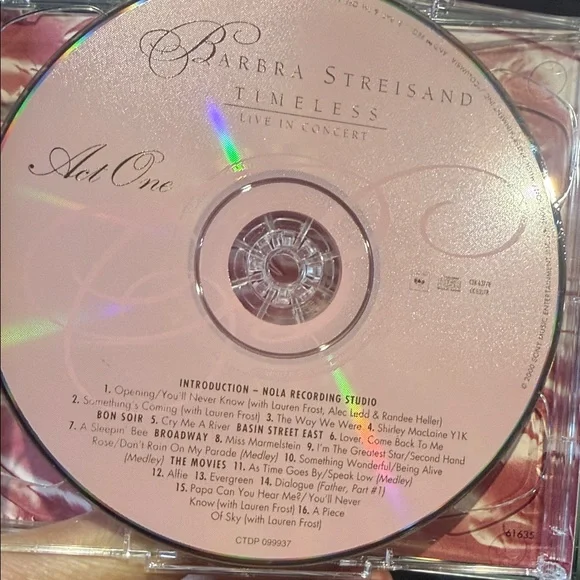 BARBRA STREISAND
TIMELESS
LIVE IN CONCERT
Act One
© 2000 SONY MUSIC ENTERTAINMENT
INTRODUCTION – NOLA RECORDING STUDIO
1. Opening/You'll Never Know (with Lauren Frost, Alec Ledd & Randee Heller)
2. Something's Coming (with Lauren Frost) 3. The Way We Were 4. Shirley MacLaine Y1K
BON SOIR 5. Cry Me A River BASIN STREET EAST 6. Lover, Come Back To Me
7. A Sleepin' Bee BROADWAY 8. Miss Marmelstein 9. I'm The Greatest Star/Second Hand
Rose/Don't Rain On My Parade (Medley) 10. Something Wonderful/Being Alive
(Medley) THE MOVIES 11. As Time Goes By/Speak Low (Medley)
12. Alfie 13. Evergreen 14. Dialogue (Father, Part #1)
15. Papa Can You Hear Me?/You'll Never
Know (with Lauren Frost) 16. A Piece
Of Sky (with Lauren Frost)
CTDP 099937
61635